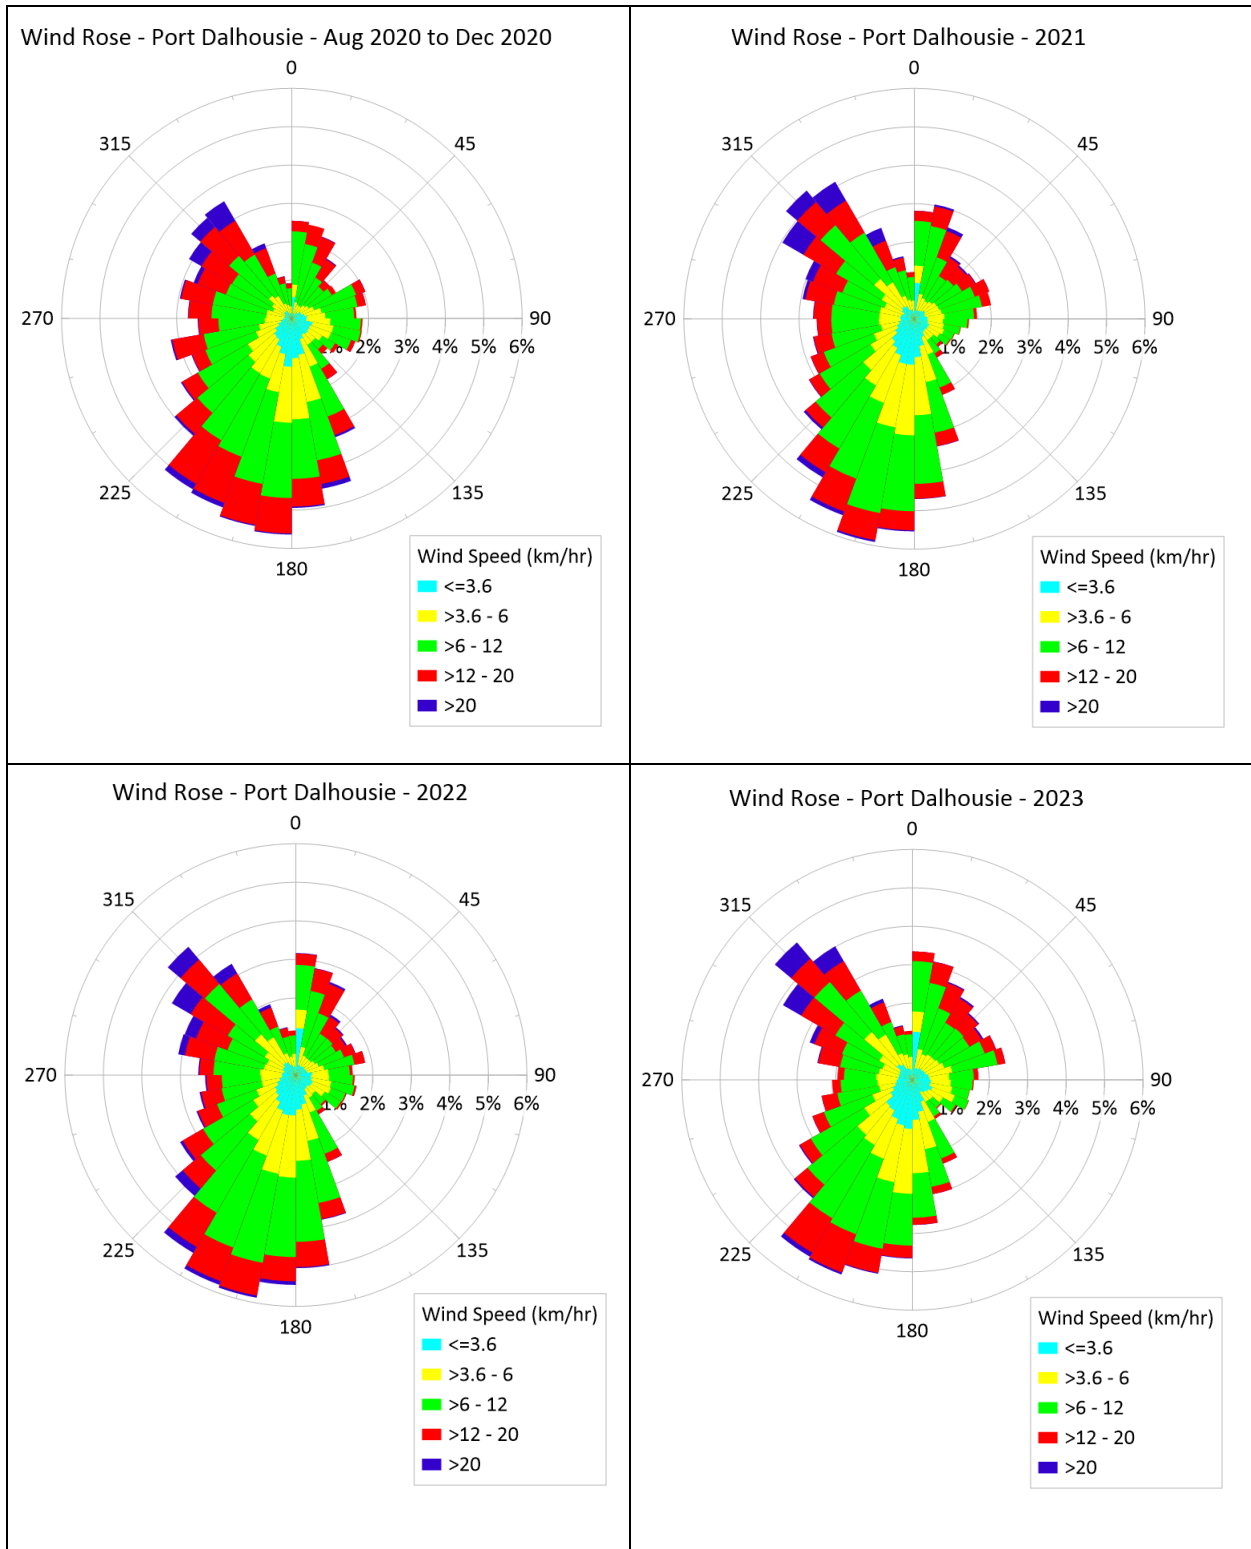 Wind Rose - Port Dalhousie - Aug 2020 to Dec 2020
0
315
45
270
90
1% 2% 3% 4% 5% 6%
225
135
180
Wind Speed (km/hr)
<=3.6
>3.6 - 6
>6 - 12
>12 - 20
>20
Wind Rose - Port Dalhousie - 2021
0
315
45
270
90
1% 2% 3% 4% 5% 6%
225
135
180
Wind Speed (km/hr)
<=3.6
>3.6 - 6
>6 - 12
>12 - 20
>20
Wind Rose - Port Dalhousie - 2022
0
315
45
270
90
1% 2% 3% 4% 5% 6%
225
135
180
Wind Speed (km/hr)
<=3.6
>3.6 - 6
>6 - 12
>12 - 20
>20
Wind Rose - Port Dalhousie - 2023
0
315
45
270
90
1% 2% 3% 4% 5% 6%
225
135
180
Wind Speed (km/hr)
<=3.6
>3.6 - 6
>6 - 12
>12 - 20
>20